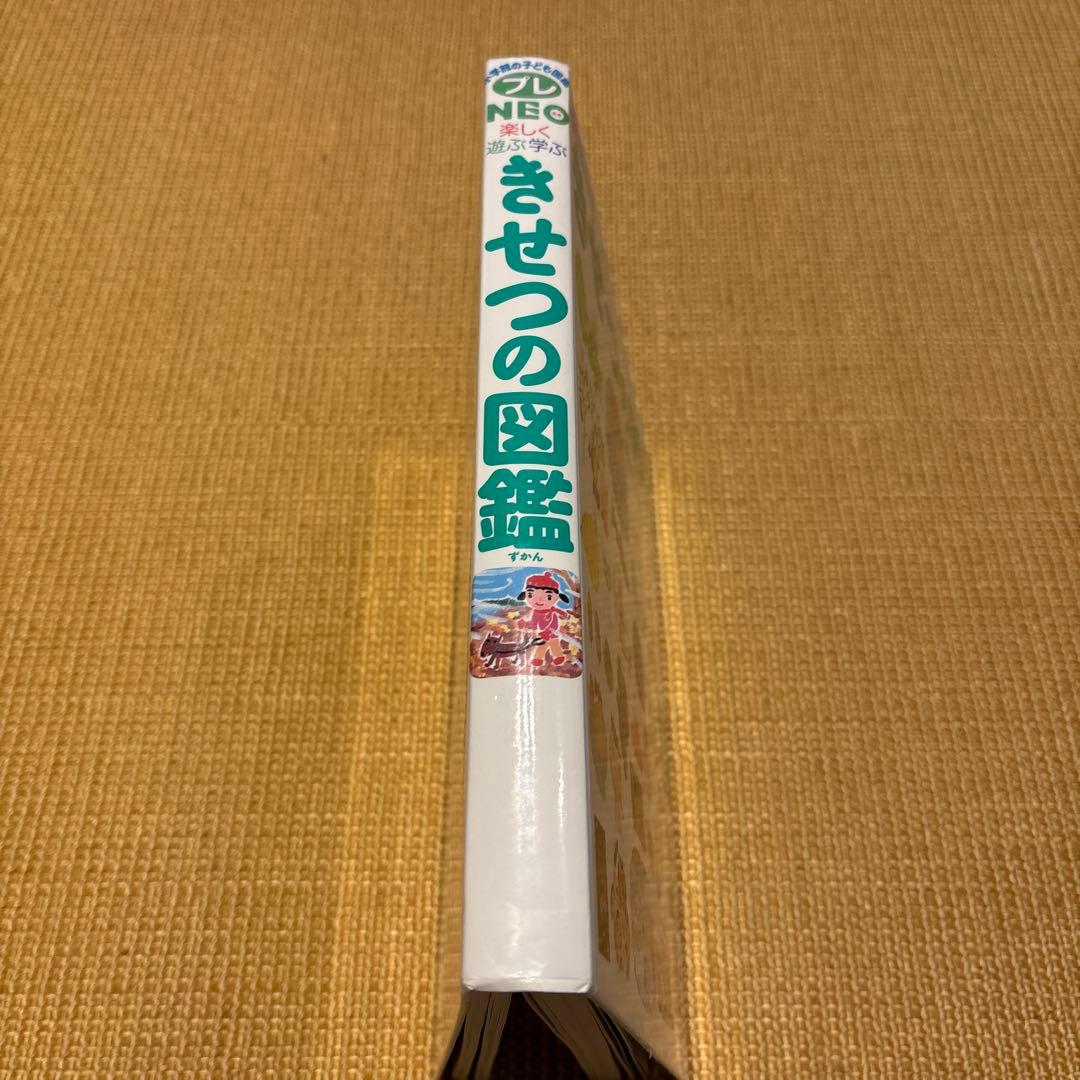 小学館の子ども図鑑
プレ
NEO
楽しく
遊ぶ学ぶ
きせつの図鑑
ずかん